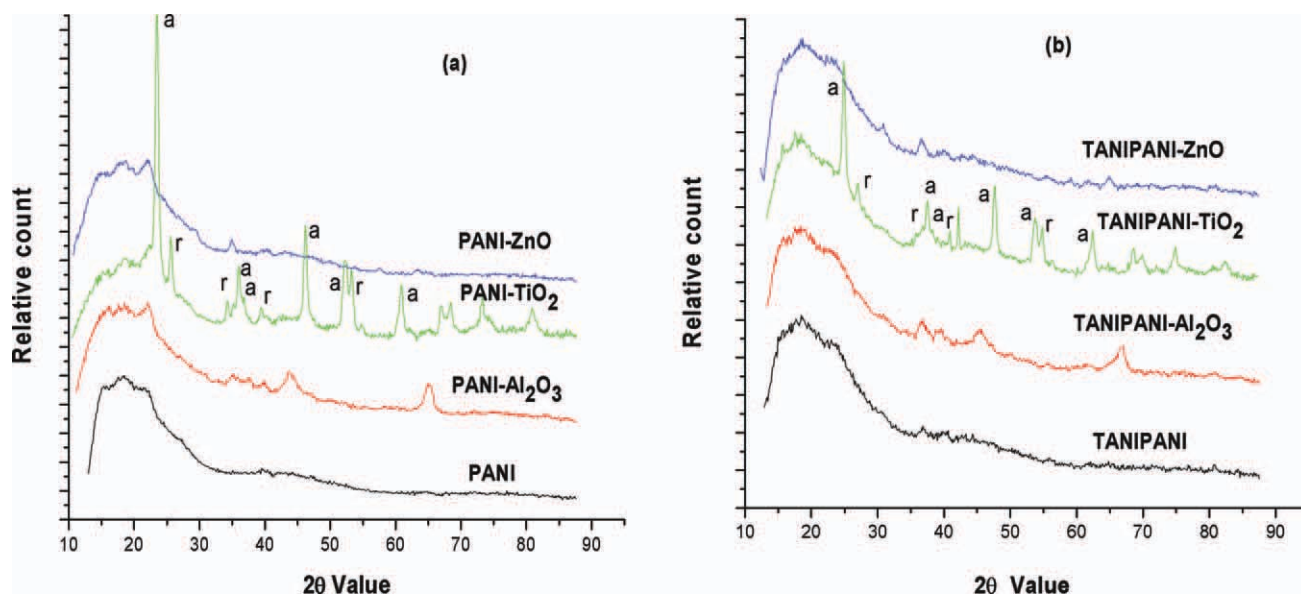 a
(a)
PANI-ZnO
r
a
r
a
a
r
a
r
a
PANI-TiO2
PANI-Al2O3
PANI
Relative count
10 20 30 40 50 60 70 80 90
2θ Value
(b)
a
TANIPANI-ZnO
r
a
r
a
r
a
a
r
a
TANIPANI-TiO2
TANIPANI-Al2O3
TANIPANI
Relative count
10 20 30 40 50 60 70 80 90
2θ Value